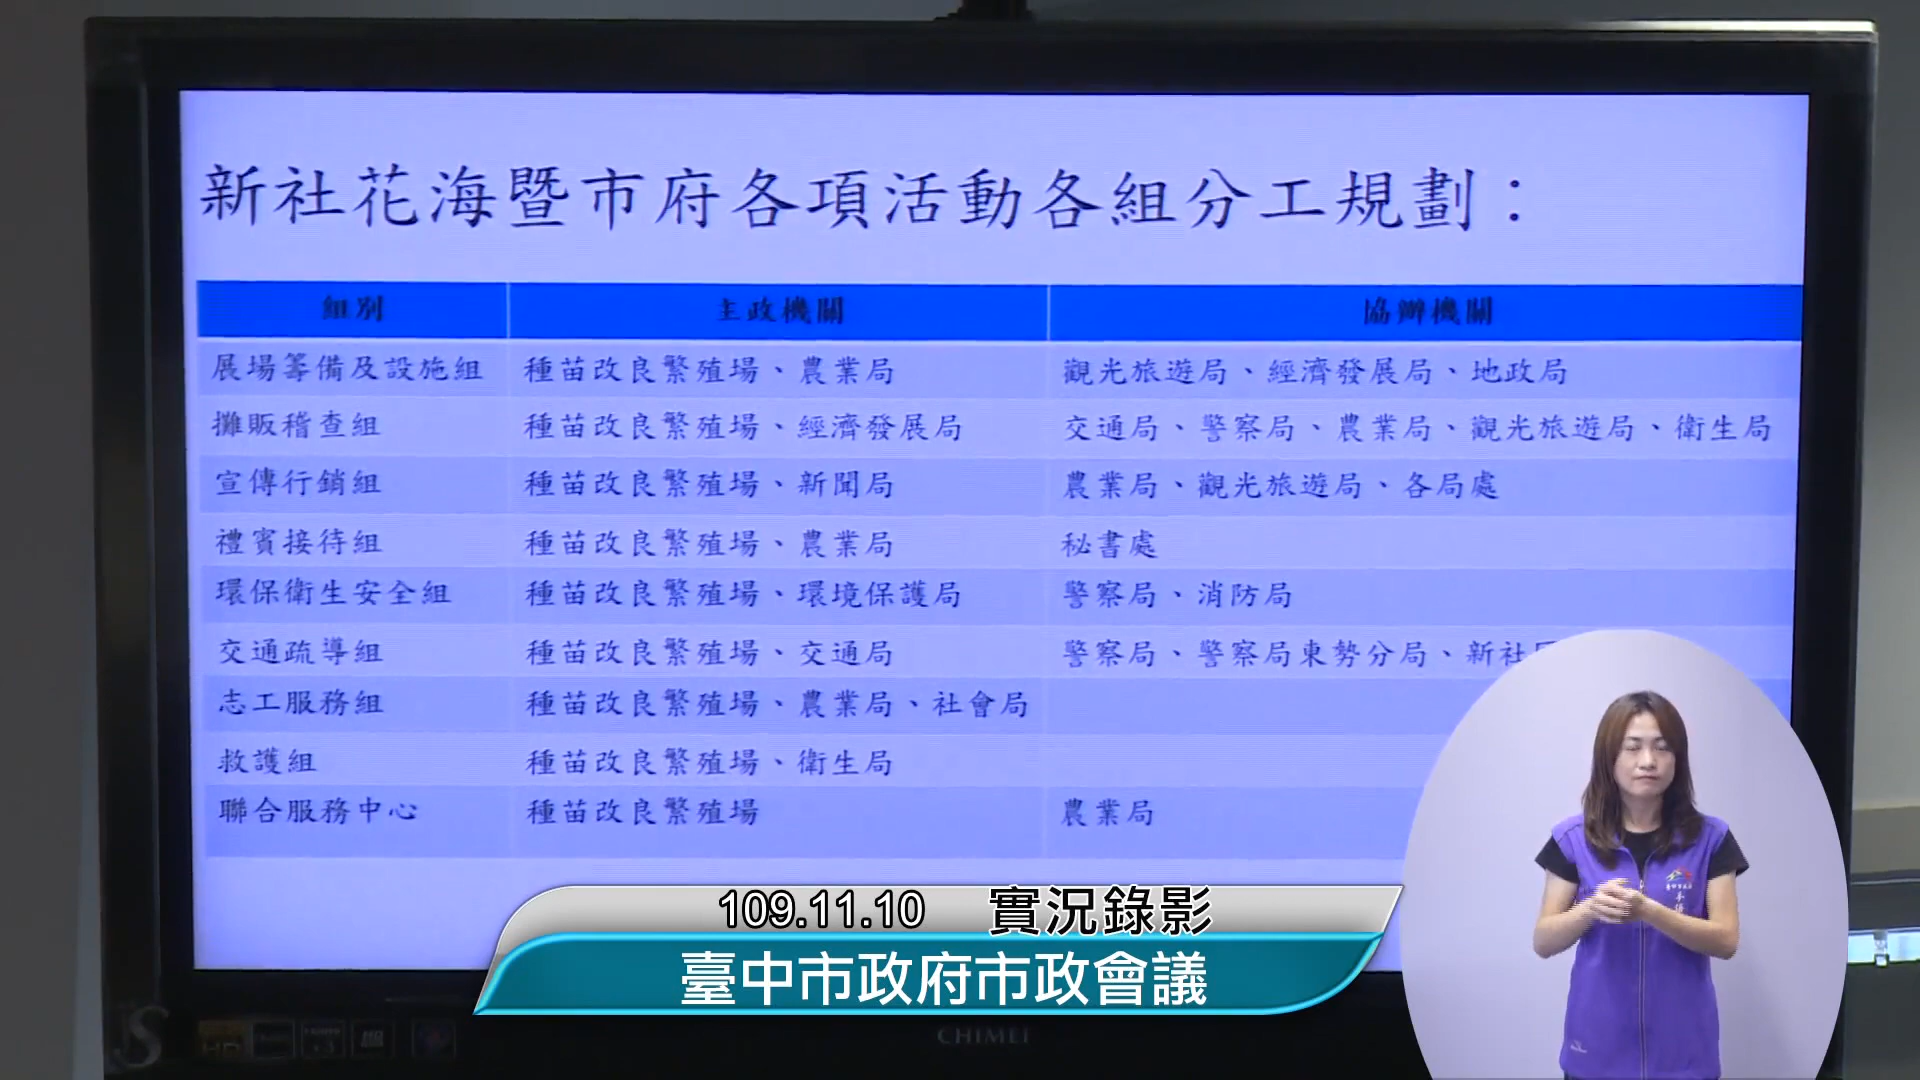 新社花海暨市府各項活動各組分工規劃：
組別 主政機關 協辦機關
展場籌備及設施組 種苗改良繁殖場、農業局 觀光旅遊局、經濟發展局、地政局
攤販稽查組 種苗改良繁殖場、經濟發展局 交通局、警察局、農業局、觀光旅遊局、衛生局
宣傳行銷組 種苗改良繁殖場、新聞局 農業局、觀光旅遊局、各局處
禮賓接待組 種苗改良繁殖場、農業局 秘書處
環保衛生安全組 種苗改良繁殖場、環境保護局 警察局、消防局
交通疏導組 種苗改良繁殖場、交通局 警察局、警察局東勢分局、新社
志工服務組 種苗改良繁殖場、農業局、社會局
救護組 種苗改良繁殖場、衛生局
聯合服務中心 種苗改良繁殖場 農業局
109.11.10 實況錄影
臺中市政府市政會議
CHIMEI